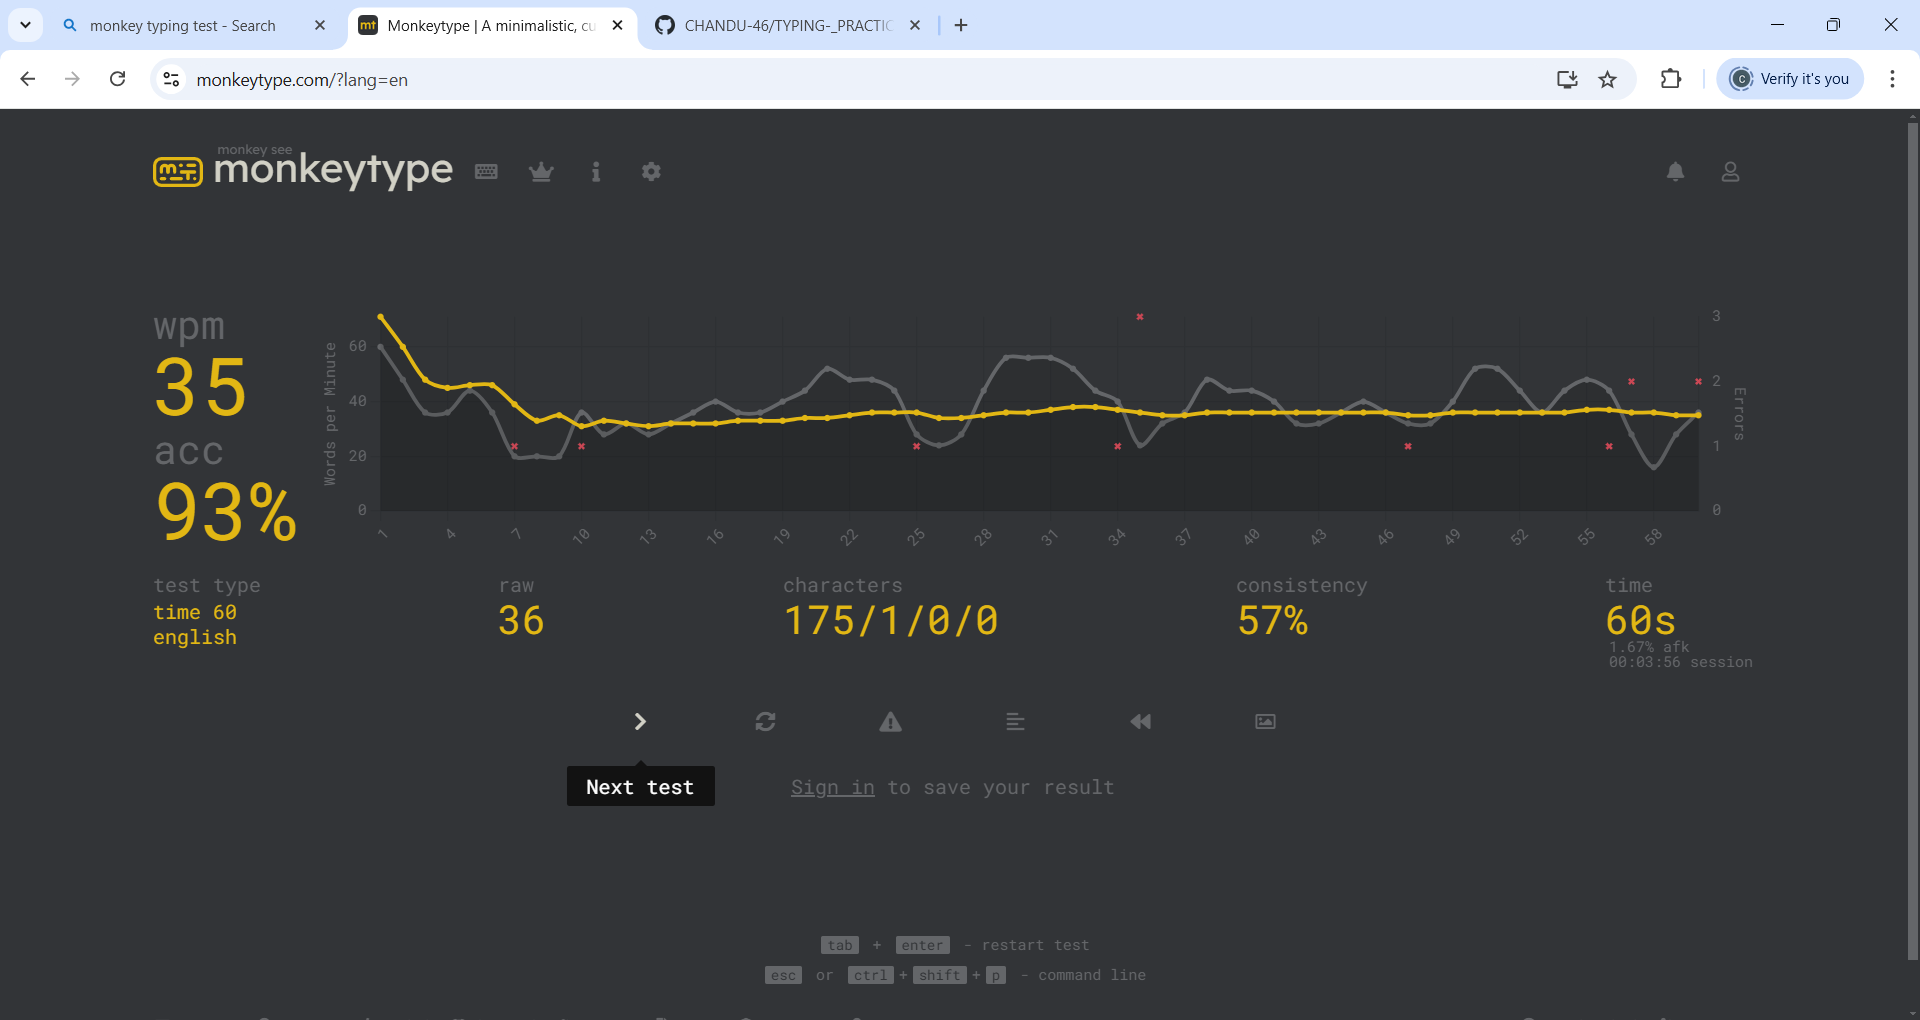 monkey typing test - Search
Monkeytype | A minimalistic, cu
CHANDU-46/TYPING-_PRACTIC
monkeytype.com/?lang=en
C
Verify it's you
monkey see
monkeytype
wpm
35
acc
93%
Words per Minute
60
40
20
0
3
2
1
0
Errors
1
4
7
10
13
16
19
22
25
28
31
34
37
40
43
46
49
52
55
58
test type
time 60
english
raw
36
characters
175/1/0/0
consistency
57%
time
60s
1.67% afk
00:03:56 session
Next test
Sign in to save your result
tab + enter - restart test
esc or ctrl + shift + p - command line